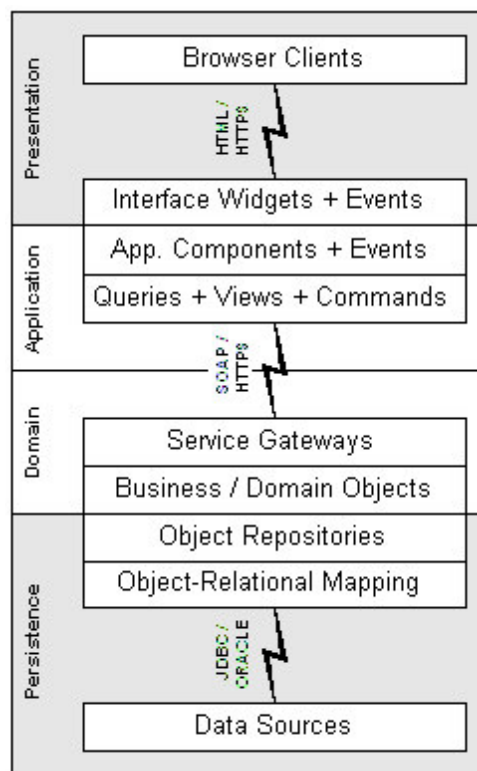 Presentation
Browser Clients
HTML /
HTTPS
Interface Widgets + Events
Application
App. Components + Events
Queries + Views + Commands
SOAP /
HTTPS
Domain
Service Gateways
Business / Domain Objects
Persistence
Object Repositories
Object-Relational Mapping
JDBC /
ORACLE
Data Sources